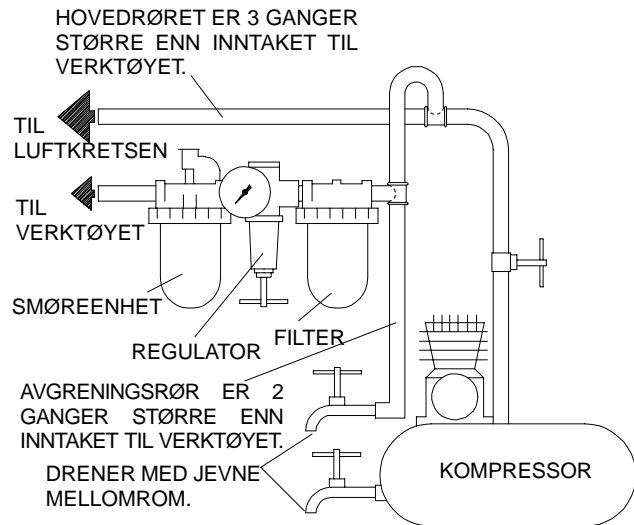 HOVEDRØRET ER 3 GANGER
STØRRE ENN INNTAKET TIL
VERKTØYET.
TIL
LUFTKRETSEN
TIL
VERKTØYET
SMØREENHET
REGULATOR
FILTER
AVGRENINGSRØR ER 2
GANGER STØRRE ENN
INNTAKET TIL VERKTØYET.
DRENER MED JEVNE
MELLOMROM.
KOMPRESSOR